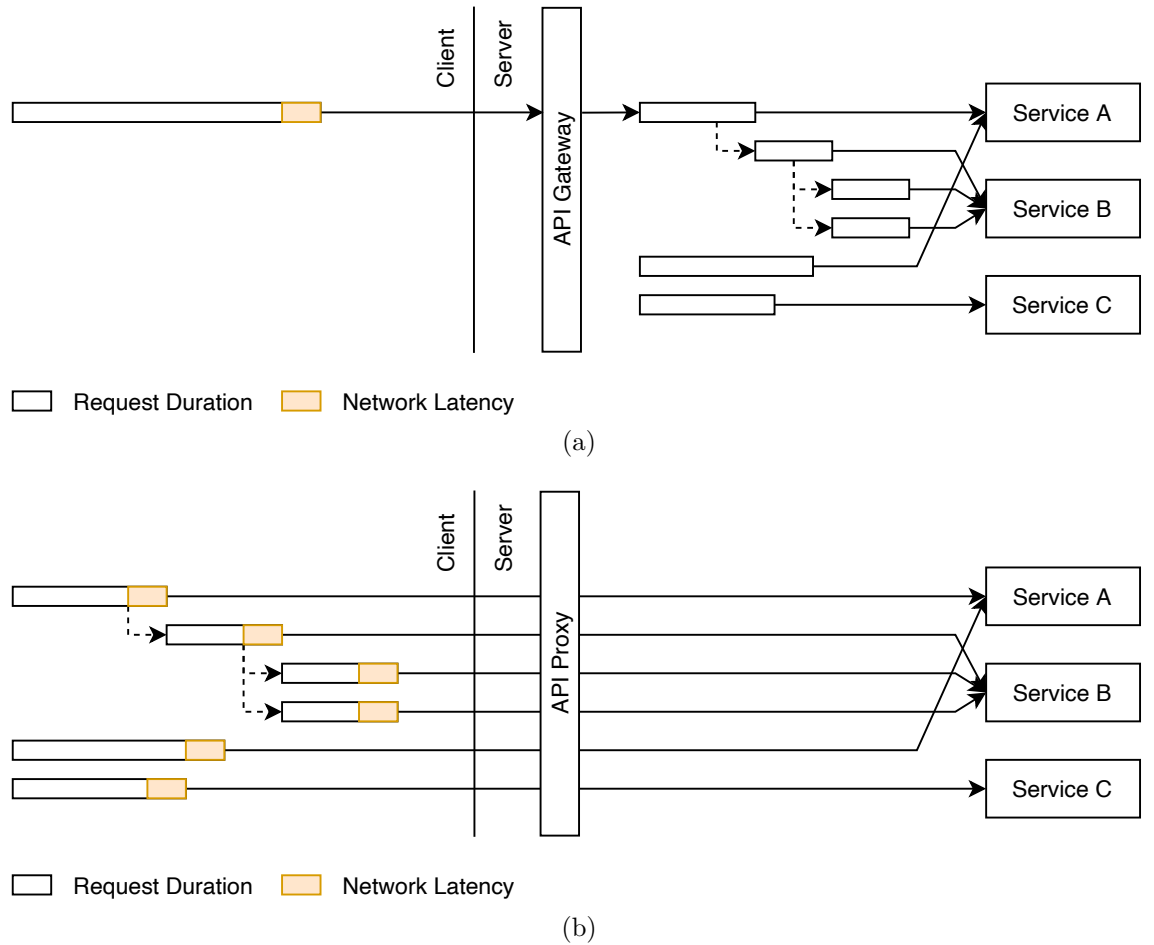 Client
Server
API Gateway
Service A
Service B
Service C
Request Duration
Network Latency
(a)
Client
Server
API Proxy
Service A
Service B
Service C
Request Duration
Network Latency
(b)